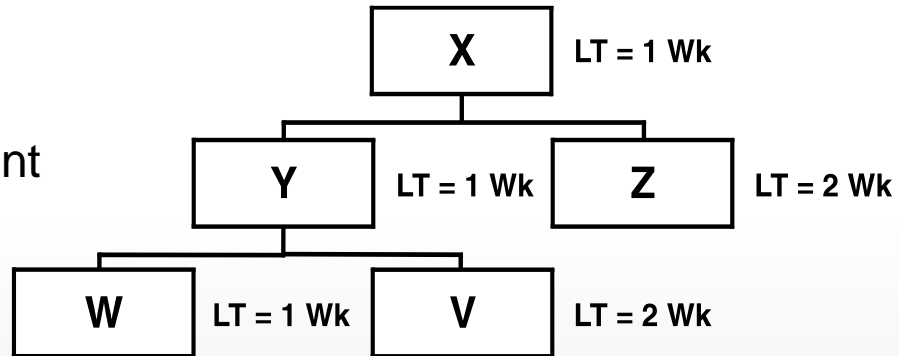 X LT = 1 Wk
nt
Y LT = 1 Wk Z LT = 2 Wk
W LT = 1 Wk V LT = 2 Wk